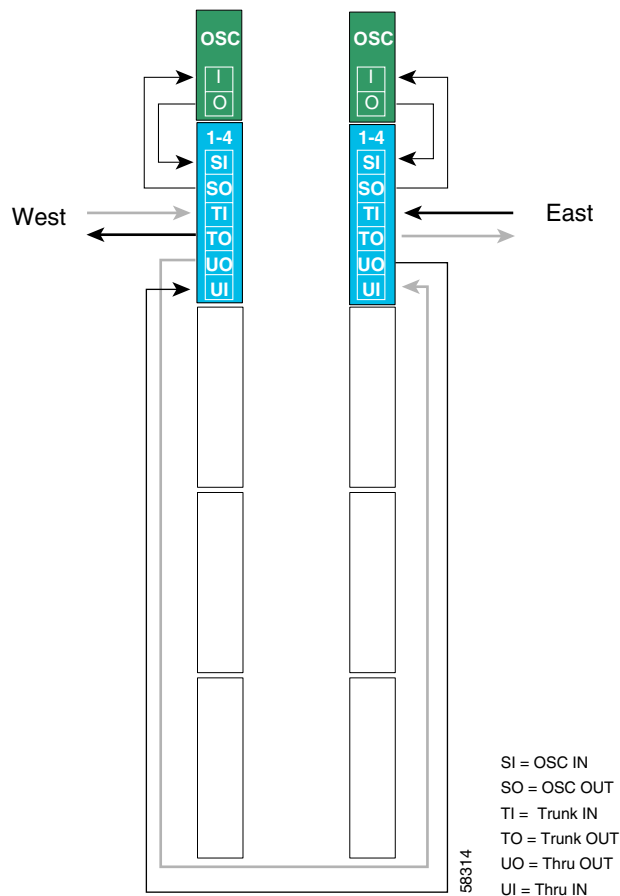 OSC
I
O
1-4
SI
SO
TI
TO
UO
UI
OSC
I
O
1-4
SI
SO
TI
TO
UO
UI
West
East
SI = OSC IN
SO = OSC OUT
TI = Trunk IN
TO = Trunk OUT
UO = Thru OUT
UI = Thru IN
58314